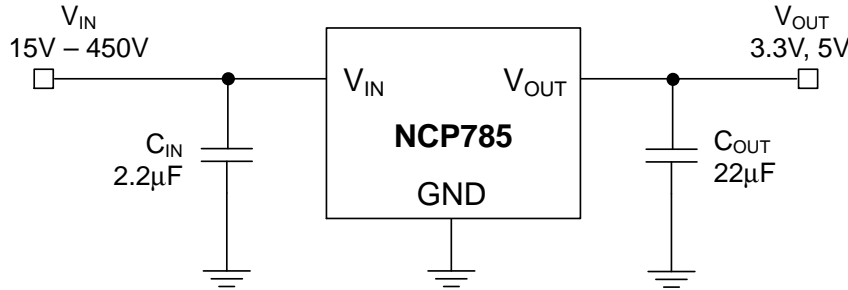 VIN
15V – 450V
VOUT
3.3V, 5V
VIN
VOUT
NCP785
GND
CIN
2.2μF
COUT
22μF